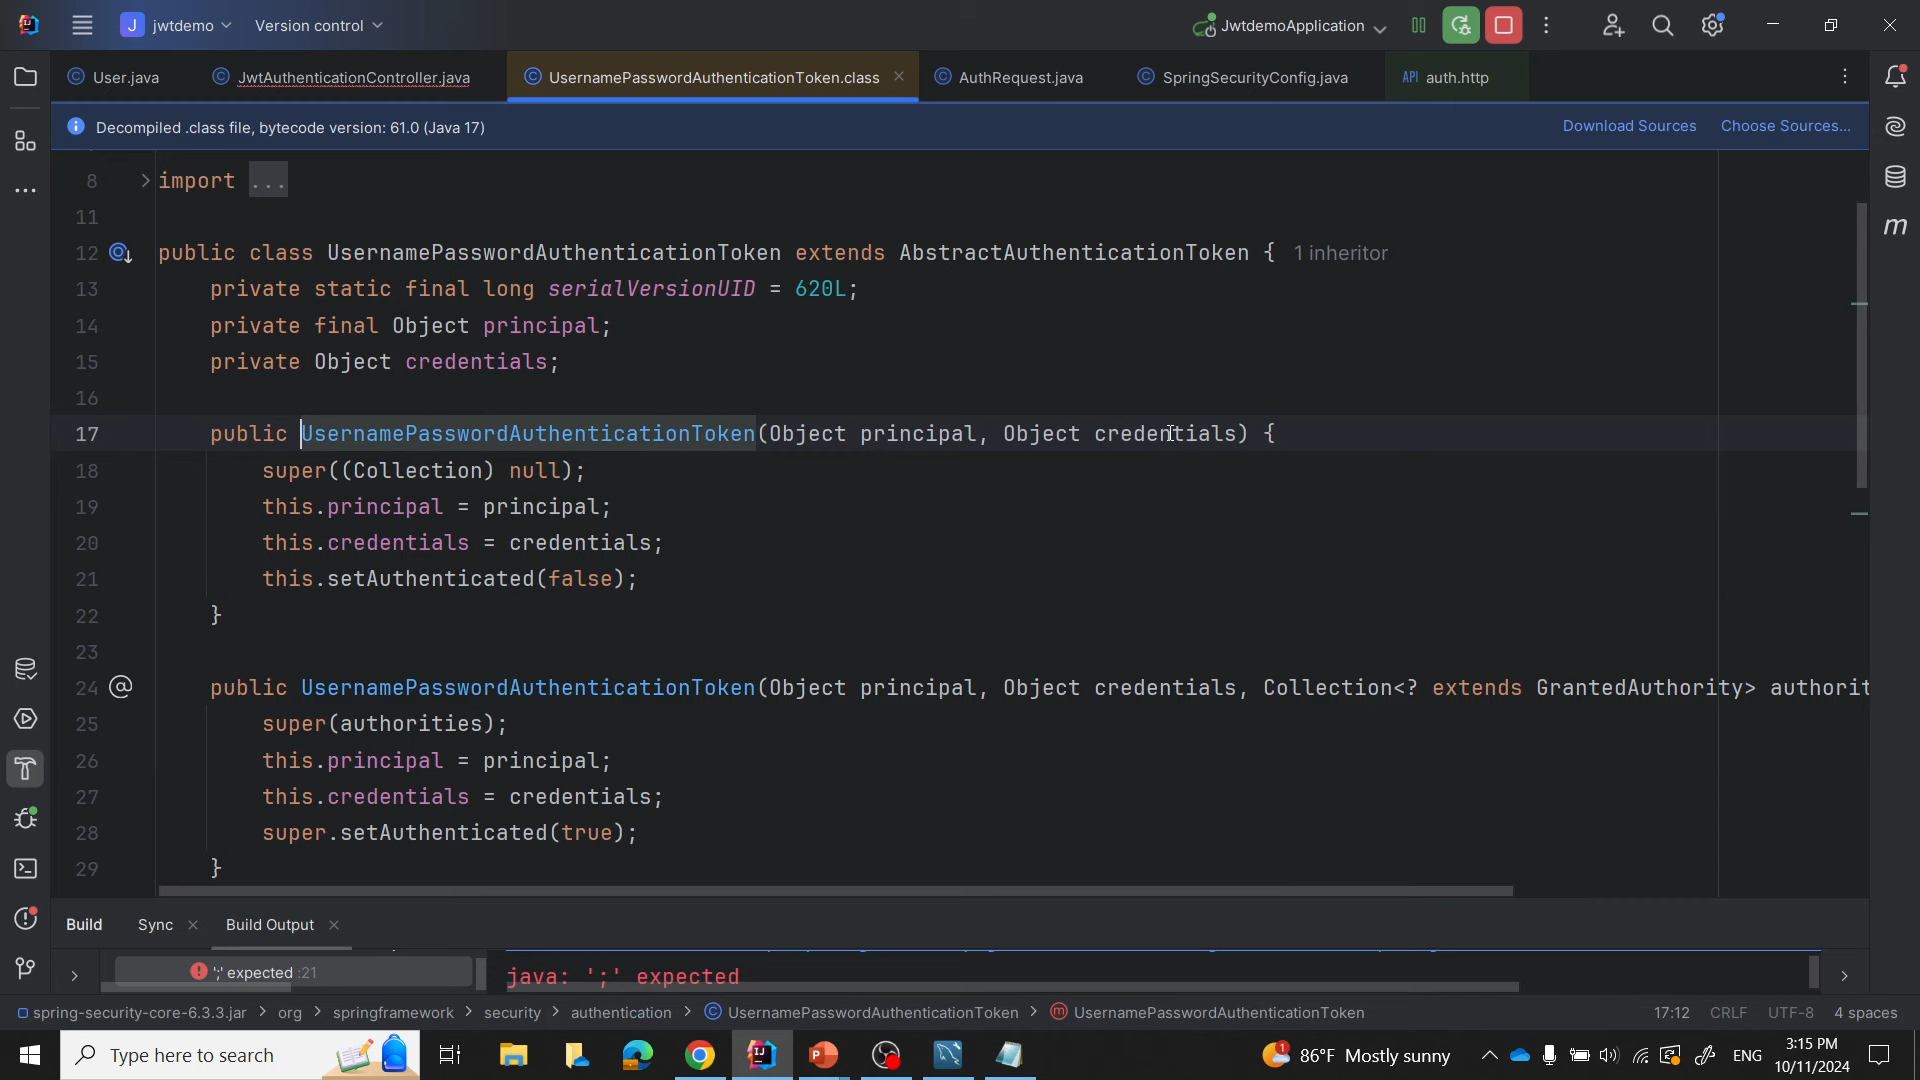 J jwtdemo Version control JwtdemoApplication
User.java JwtAuthenticationController.java UsernamePasswordAuthenticationToken.class AuthRequest.java SpringSecurityConfig.java API auth.http
Decompiled .class file, bytecode version: 61.0 (Java 17) Download Sources Choose Sources...
8 import ...
11
12 public class UsernamePasswordAuthenticationToken extends AbstractAuthenticationToken { 1 inheritor
13 private static final long serialVersionUID = 620L;
14 private final Object principal;
15 private Object credentials;
16
17 public UsernamePasswordAuthenticationToken(Object principal, Object credentials) {
18 super((Collection) null);
19 this.principal = principal;
20 this.credentials = credentials;
21 this.setAuthenticated(false);
22 }
23
24 public UsernamePasswordAuthenticationToken(Object principal, Object credentials, Collection<? extends GrantedAuthority> authorit
25 super(authorities);
26 this.principal = principal;
27 this.credentials = credentials;
28 super.setAuthenticated(true);
29 }
Build Sync Build Output
';' expected :21 java: ';' expected
spring-security-core-6.3.3.jar > org > springframework > security > authentication > UsernamePasswordAuthenticationToken > UsernamePasswordAuthenticationToken 17:12 CRLF UTF-8 4 spaces
Type here to search 86°F Mostly sunny ENG 3:15 PM
10/11/2024